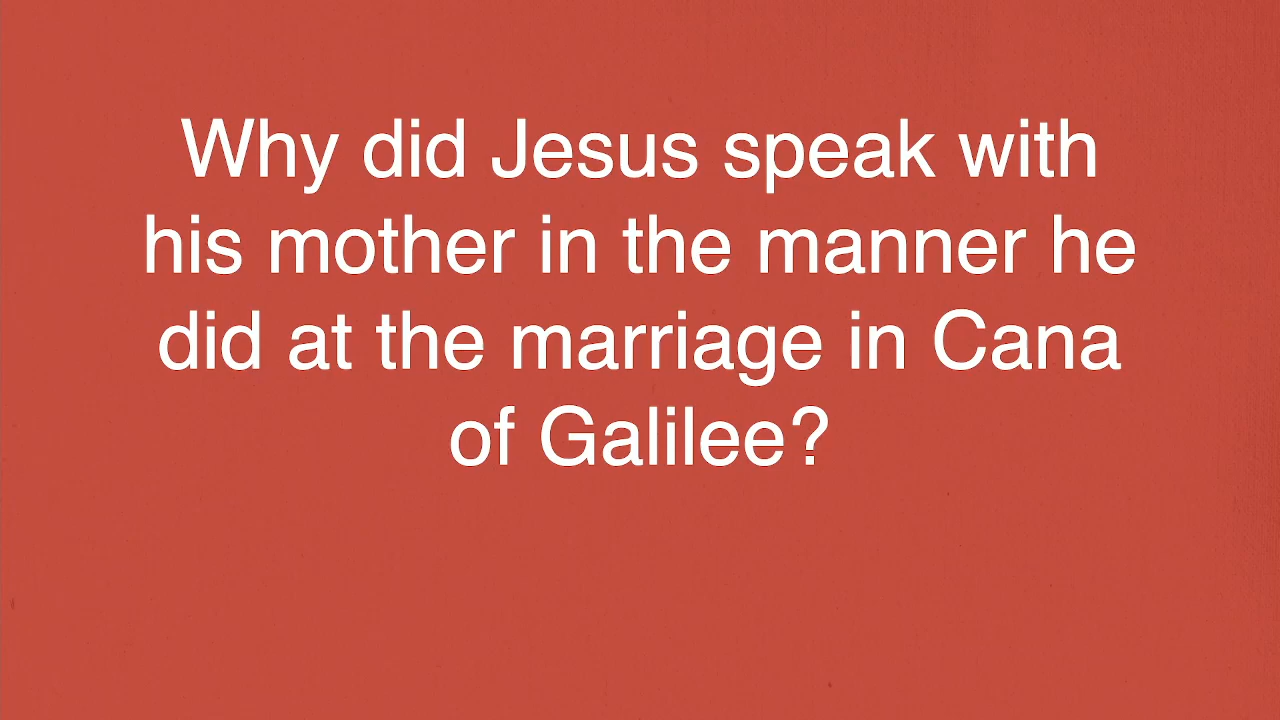 Why did Jesus speak with
his mother in the manner he
did at the marriage in Cana
of Galilee?